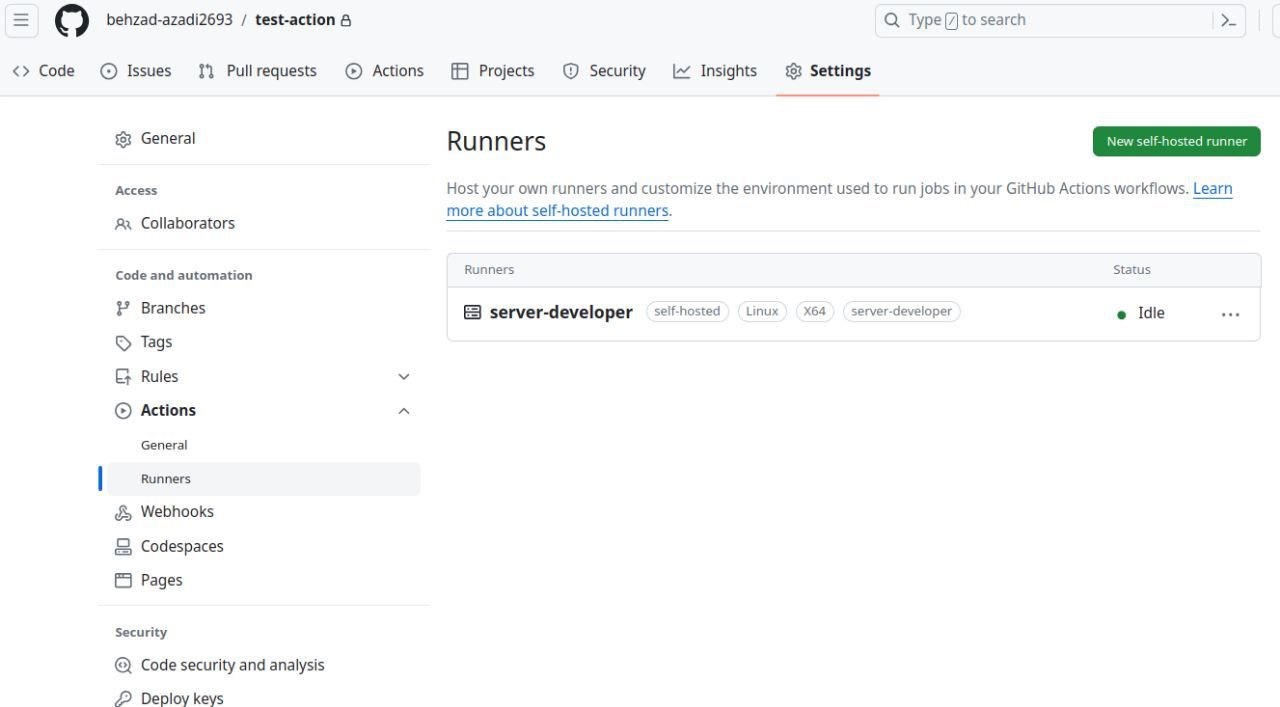 behzad-azadi2693 / test-action
Type / to search
Code Issues Pull requests Actions Projects Security Insights Settings
General
Access
Collaborators
Code and automation
Branches
Tags
Rules
Actions
General
Runners
Webhooks
Codespaces
Pages
Security
Code security and analysis
Deploy keys
Runners
New self-hosted runner
Host your own runners and customize the environment used to run jobs in your GitHub Actions workflows. Learn
more about self-hosted runners.
Runners Status
server-developer self-hosted Linux X64 server-developer Idle